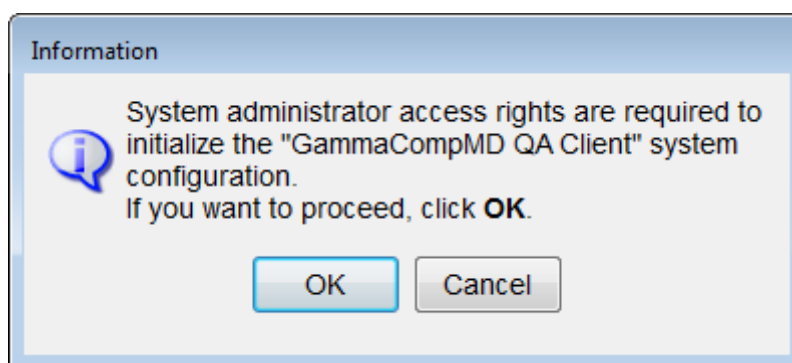 Information
System administrator access rights are required to
initialize the "GammaCompMD QA Client" system
configuration.
If you want to proceed, click OK.
OK
Cancel